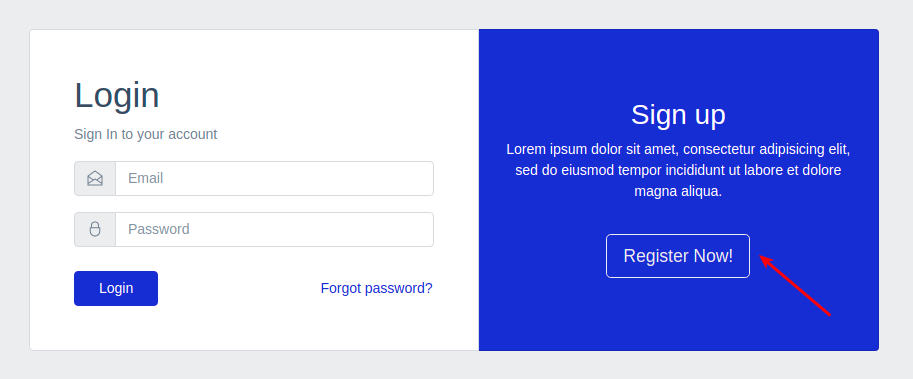 Login
Sign In to your account
Email
Password
Login
Forgot password?
Sign up
Lorem ipsum dolor sit amet, consectetur adipisicing elit,
sed do eiusmod tempor incididunt ut labore et dolore
magna aliqua.
Register Now!